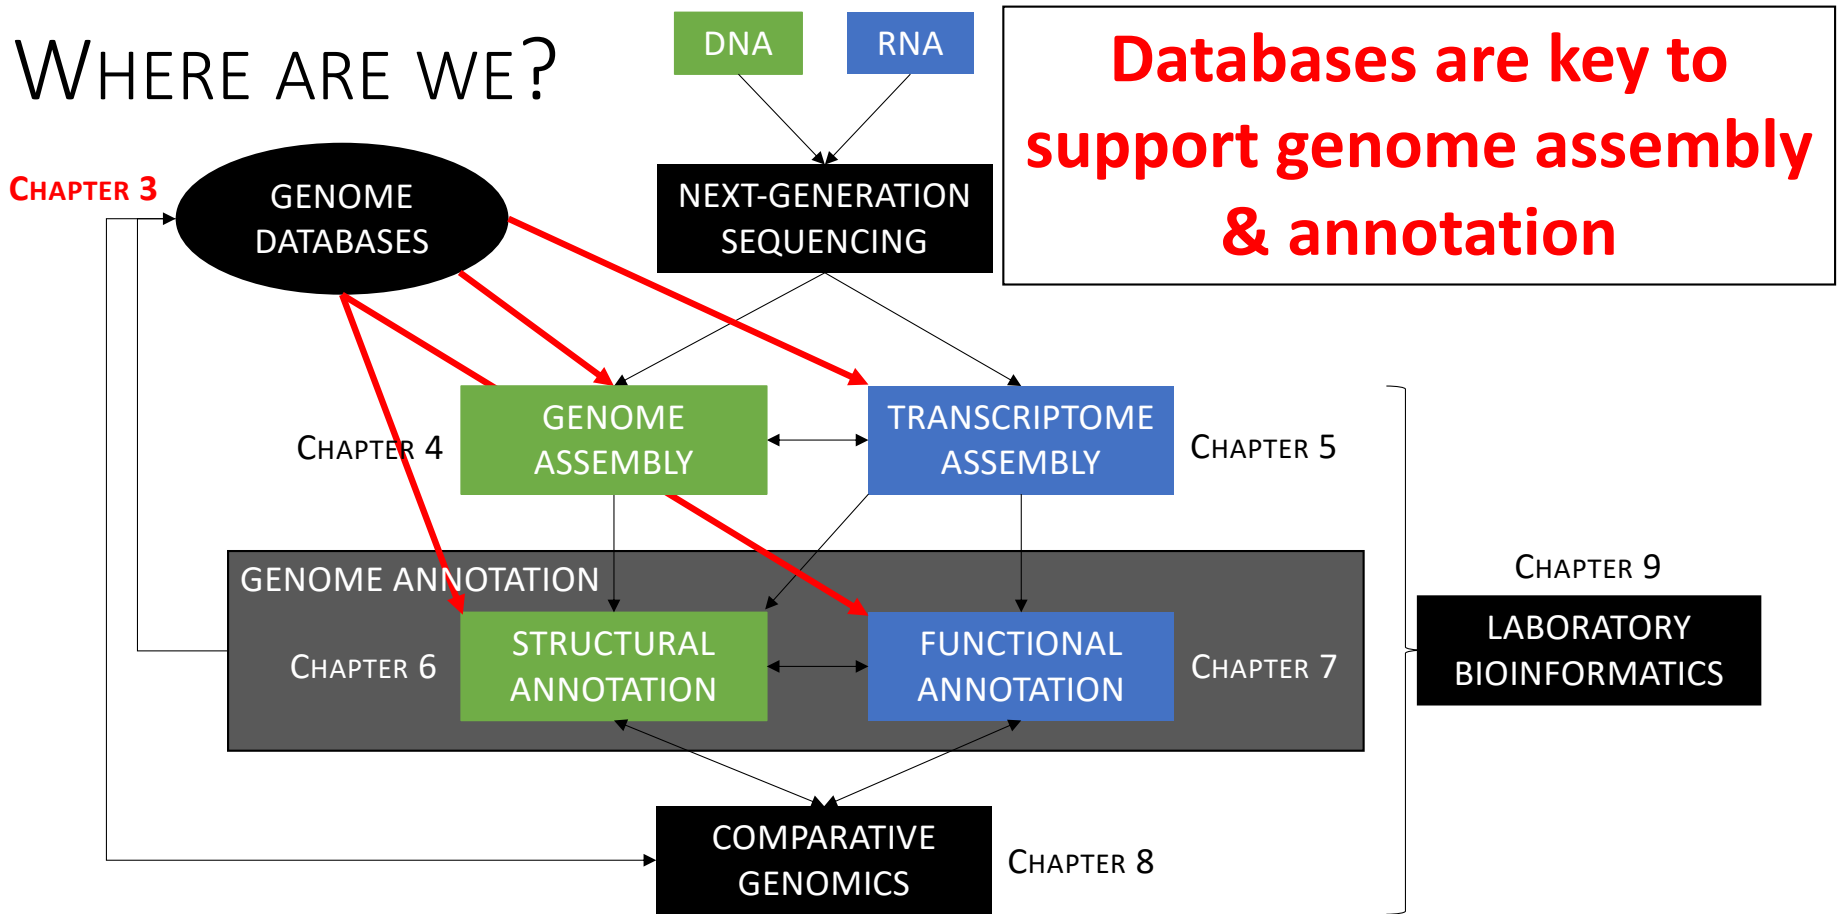 WHERE ARE WE?
DNA
RNA
Databases are key to
support genome assembly
& annotation
CHAPTER 3
GENOME
DATABASES
NEXT-GENERATION
SEQUENCING
CHAPTER 4
GENOME
ASSEMBLY
TRANSCRIPTOME
ASSEMBLY
CHAPTER 5
GENOME ANNOTATION
CHAPTER 6
STRUCTURAL
ANNOTATION
FUNCTIONAL
ANNOTATION
CHAPTER 7
CHAPTER 9
LABORATORY
BIOINFORMATICS
COMPARATIVE
GENOMICS
CHAPTER 8